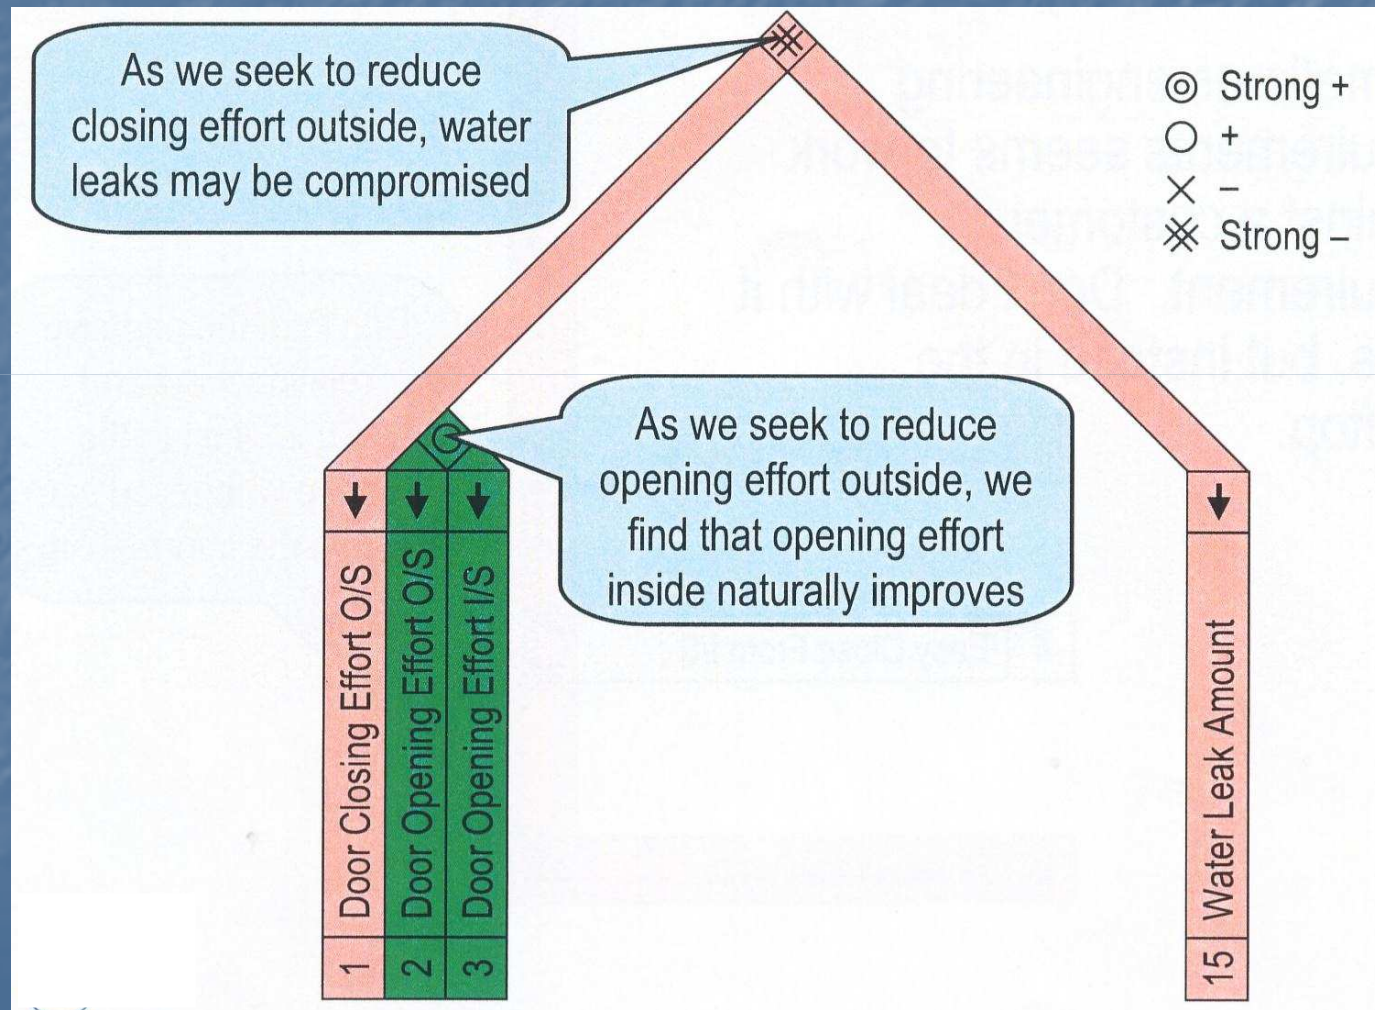 As we seek to reduce
closing effort outside, water
leaks may be compromised
◎ Strong +
○ +
× –
Strong –
As we seek to reduce
opening effort outside, we
find that opening effort
inside naturally improves
1 Door Closing Effort O/S
2 Door Opening Effort O/S
3 Door Opening Effort I/S
15 Water Leak Amount